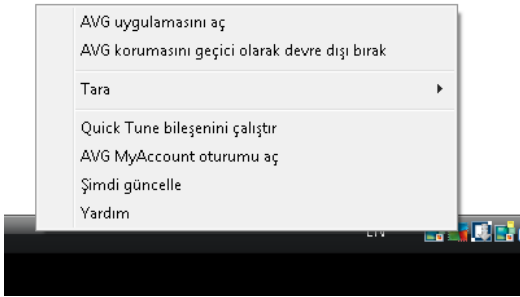 AVG uygulamasını aç
AVG korumasını geçici olarak devre dışı bırak
Tara
Quick Tune bileşenini çalıştır
AVG MyAccount oturumu aç
Şimdi güncelle
Yardım
EN